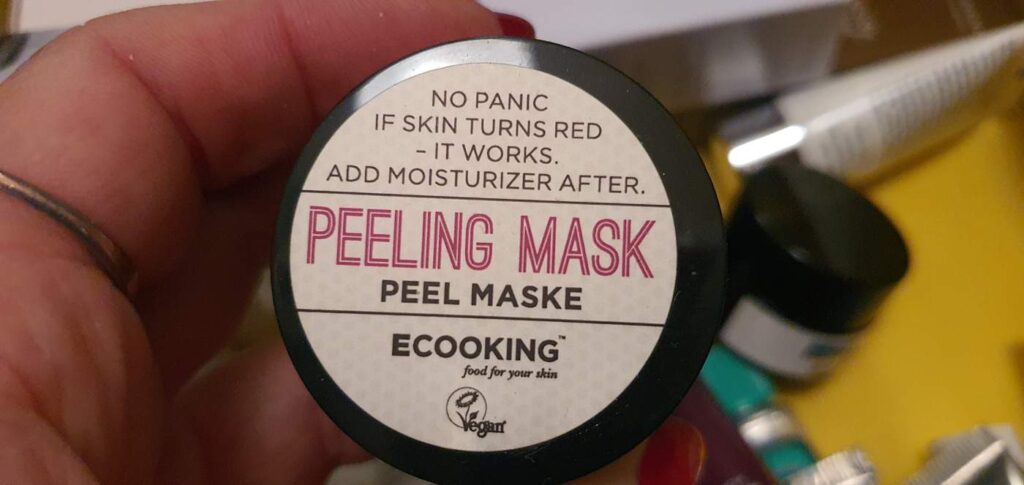 NO PANIC
IF SKIN TURNS RED
– IT WORKS.
ADD MOISTURIZER AFTER.
PEELING MASK
PEEL MASKE
ECOOKING™
food for your skin
Vegan